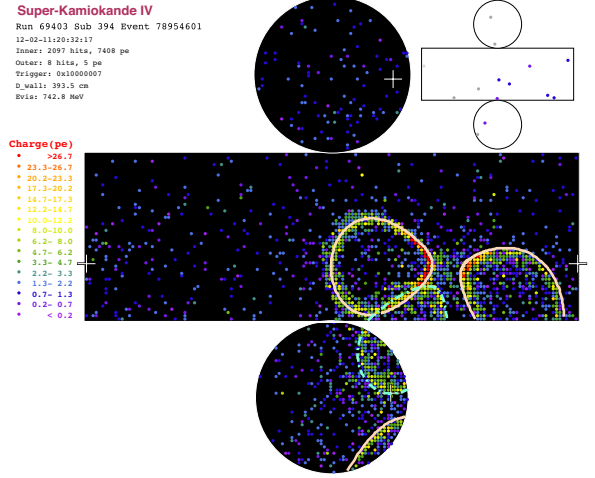 Super-Kamiokande IV
Run 69403 Sub 394 Event 78954601
12-02-11:20:32:17
Inner: 2097 hits, 7408 pe
Outer: 8 hits, 5 pe
Trigger: 0x10000007
D_wall: 393.5 cm
Evis: 742.8 MeV
Charge(pe)
>26.7
23.3-26.7
20.2-23.3
17.3-20.2
14.7-17.3
12.2-14.7
10.0-12.2
8.0-10.0
6.2- 8.0
4.7- 6.2
3.3- 4.7
2.2- 3.3
1.3- 2.2
0.7- 1.3
0.2- 0.7
< 0.2